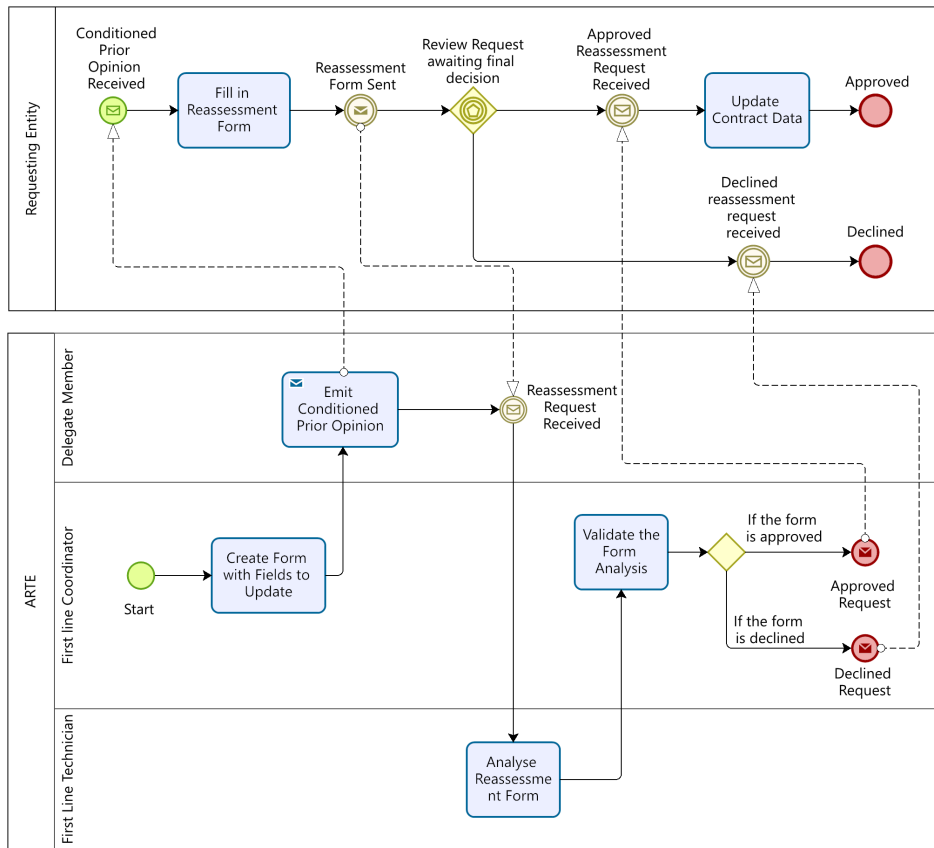 Requesting Entity
Conditioned
Prior
Opinion
Received
Fill in
Reassessment
Form
Reassessment
Form Sent
Review Request
awaiting final
decision
Approved
Reassessment
Request
Received
Update
Contract Data
Approved
Declined
reassessment
request
received
Declined
ARTE
Delegate Member
Emit
Conditioned
Prior Opinion
Reassessment
Request
Received
First line Coordinator
Start
Create Form
with Fields to
Update
Validate the
Form
Analysis
If the form
is approved
Approved
Request
If the form
is declined
Declined
Request
First Line Technician
Analyse
Reassessme
nt Form